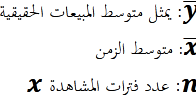 y̅: يمثل متوسط المبيعات الحقيقية
x̅: متوسط الزمن
n: عدد فترات المشاهدة x